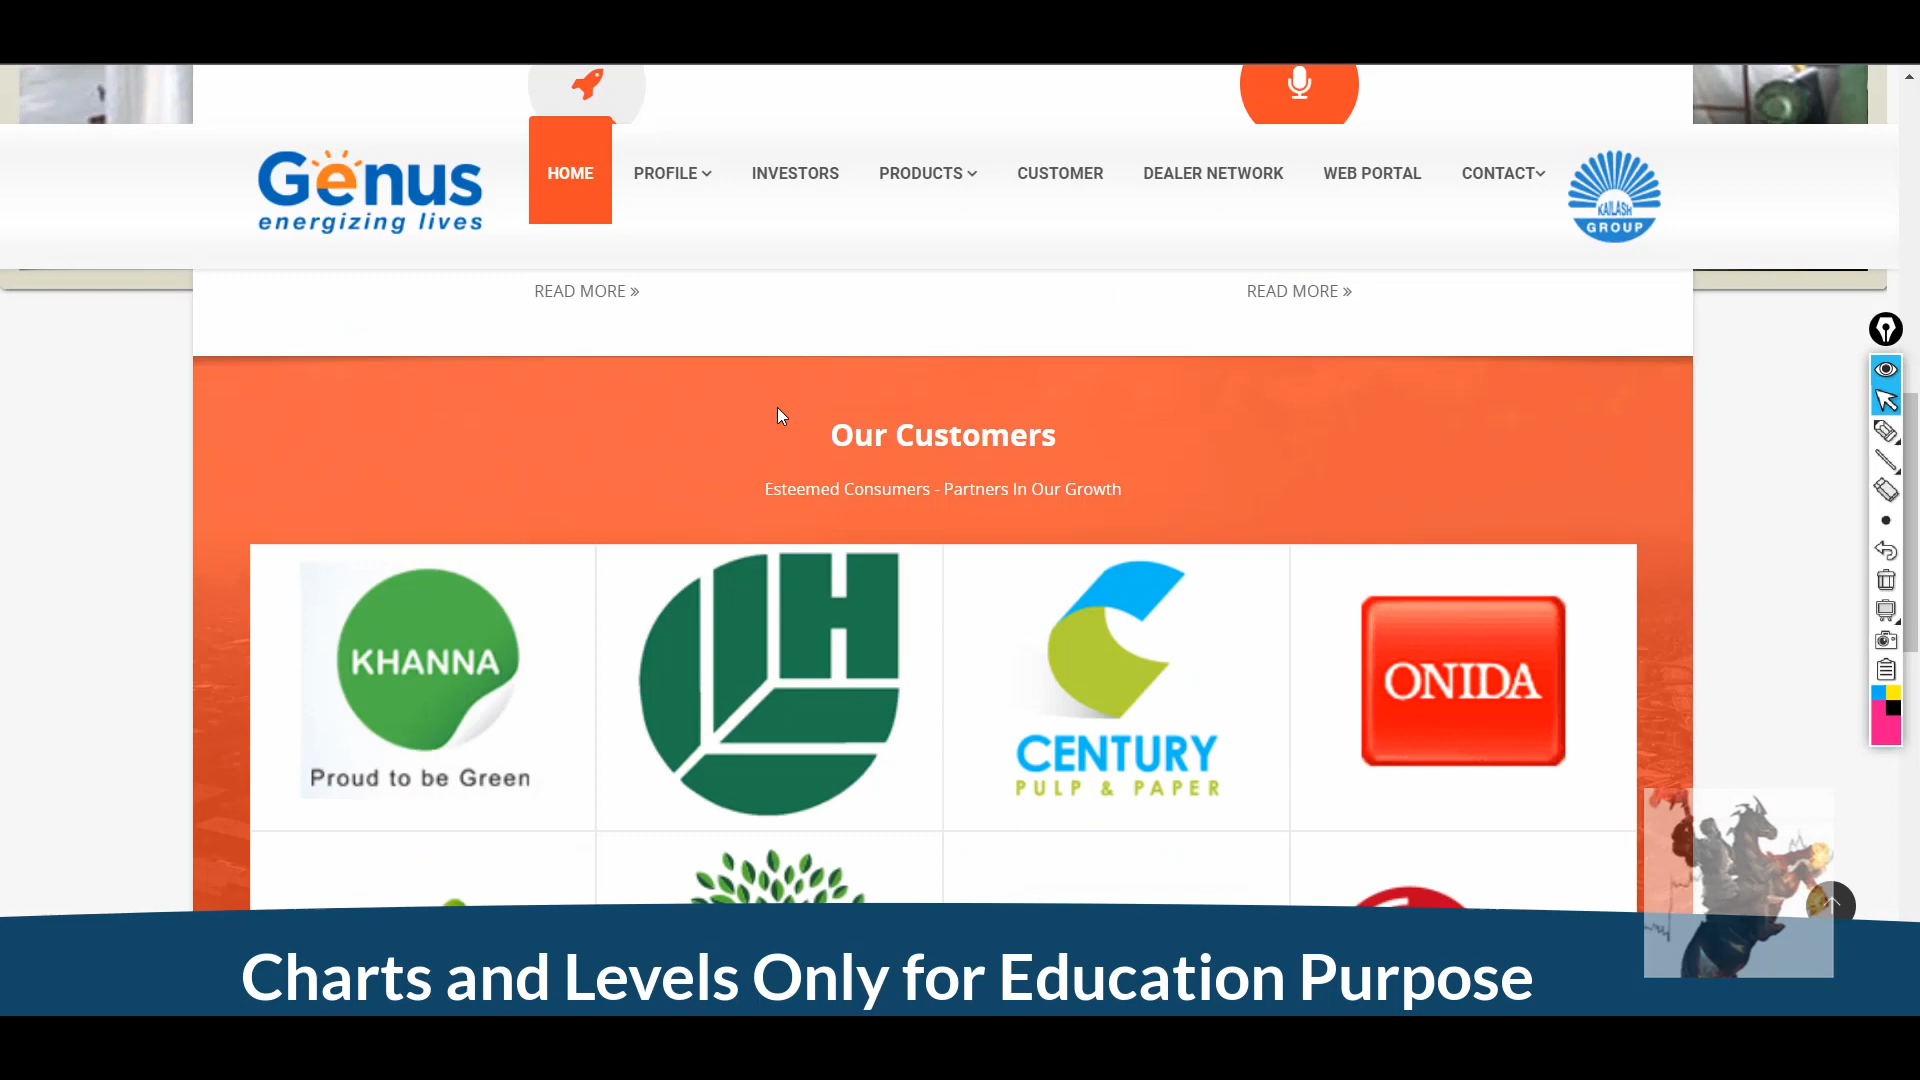 Genus
energizing lives
HOME PROFILE INVESTORS PRODUCTS CUSTOMER DEALER NETWORK WEB PORTAL CONTACT
KAILASH
GROUP
READ MORE » READ MORE »
Our Customers
Esteemed Consumers - Partners In Our Growth
KHANNA
Proud to be Green
H
CENTURY
PULP & PAPER
ONIDA
Charts and Levels Only for Education Purpose